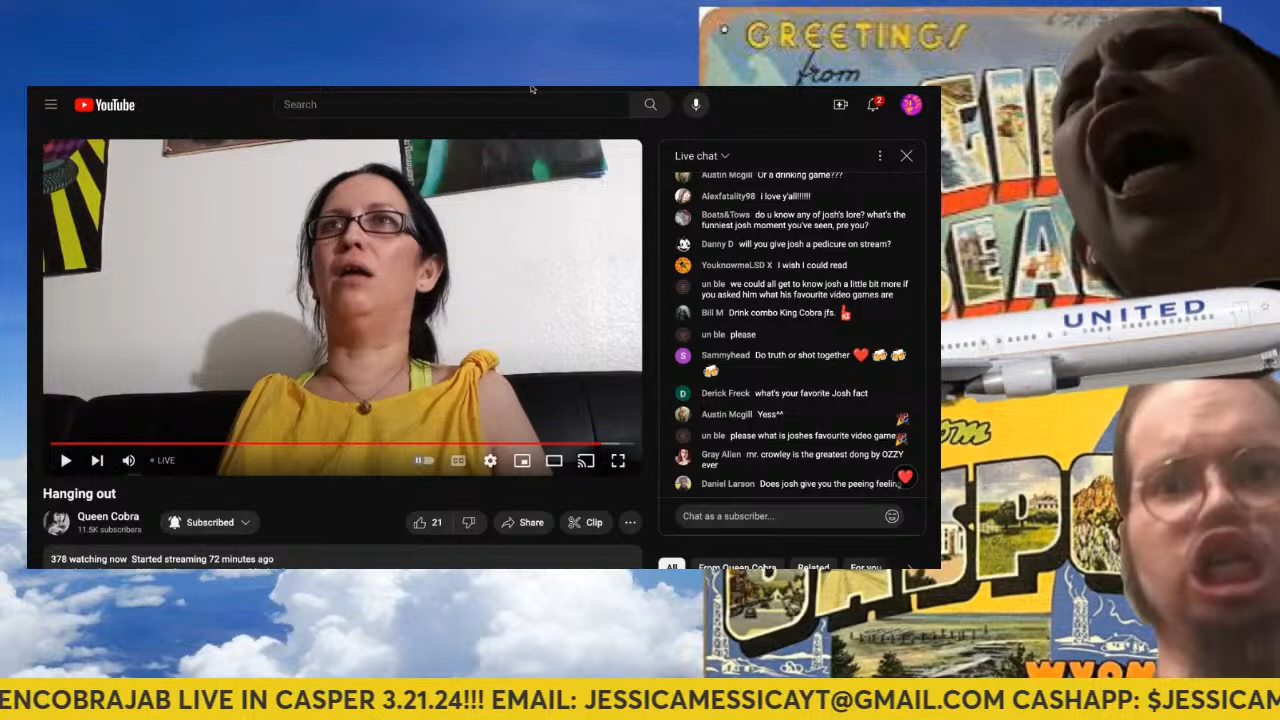 GREETINGS
from
YouTube
Search
2
Live chat
Austin Mcgill Or a drinking game???
Alexfatality98 i love y'all!!!!!!
Boats&Tows do u know any of josh's lore? what's the
funniest josh moment you've seen, pre you?
Danny D will you give josh a pedicure on stream?
YouknowmeLSD X I wish I could read
un ble we could all get to know josh a little bit more if
you asked him what his favourite video games are
Bill M Drink combo King Cobra jfs.
un ble please
S Sammyhead Do truth or shot together
D Derick Freck what's your favorite Josh fact
Austin Mcgill Yess^^
un ble please what is joshes favourite video game
Gray Alien mr. crowley is the greatest dong by OZZY
ever
Daniel Larson Does josh give you the peeing feeling
Chat as a subscriber...
LIVE
CC
Hanging out
Queen Cobra
11.5K subscribers
Subscribed
21
Share
Clip
378 watching now Started streaming 72 minutes ago
All From Queen Cobra Related For you
UNITED
ENCOBRAJAB LIVE IN CASPER 3.21.24!!! EMAIL: JESSICAMESSICAYT@GMAIL.COM CASHAPP: $JESSICAM